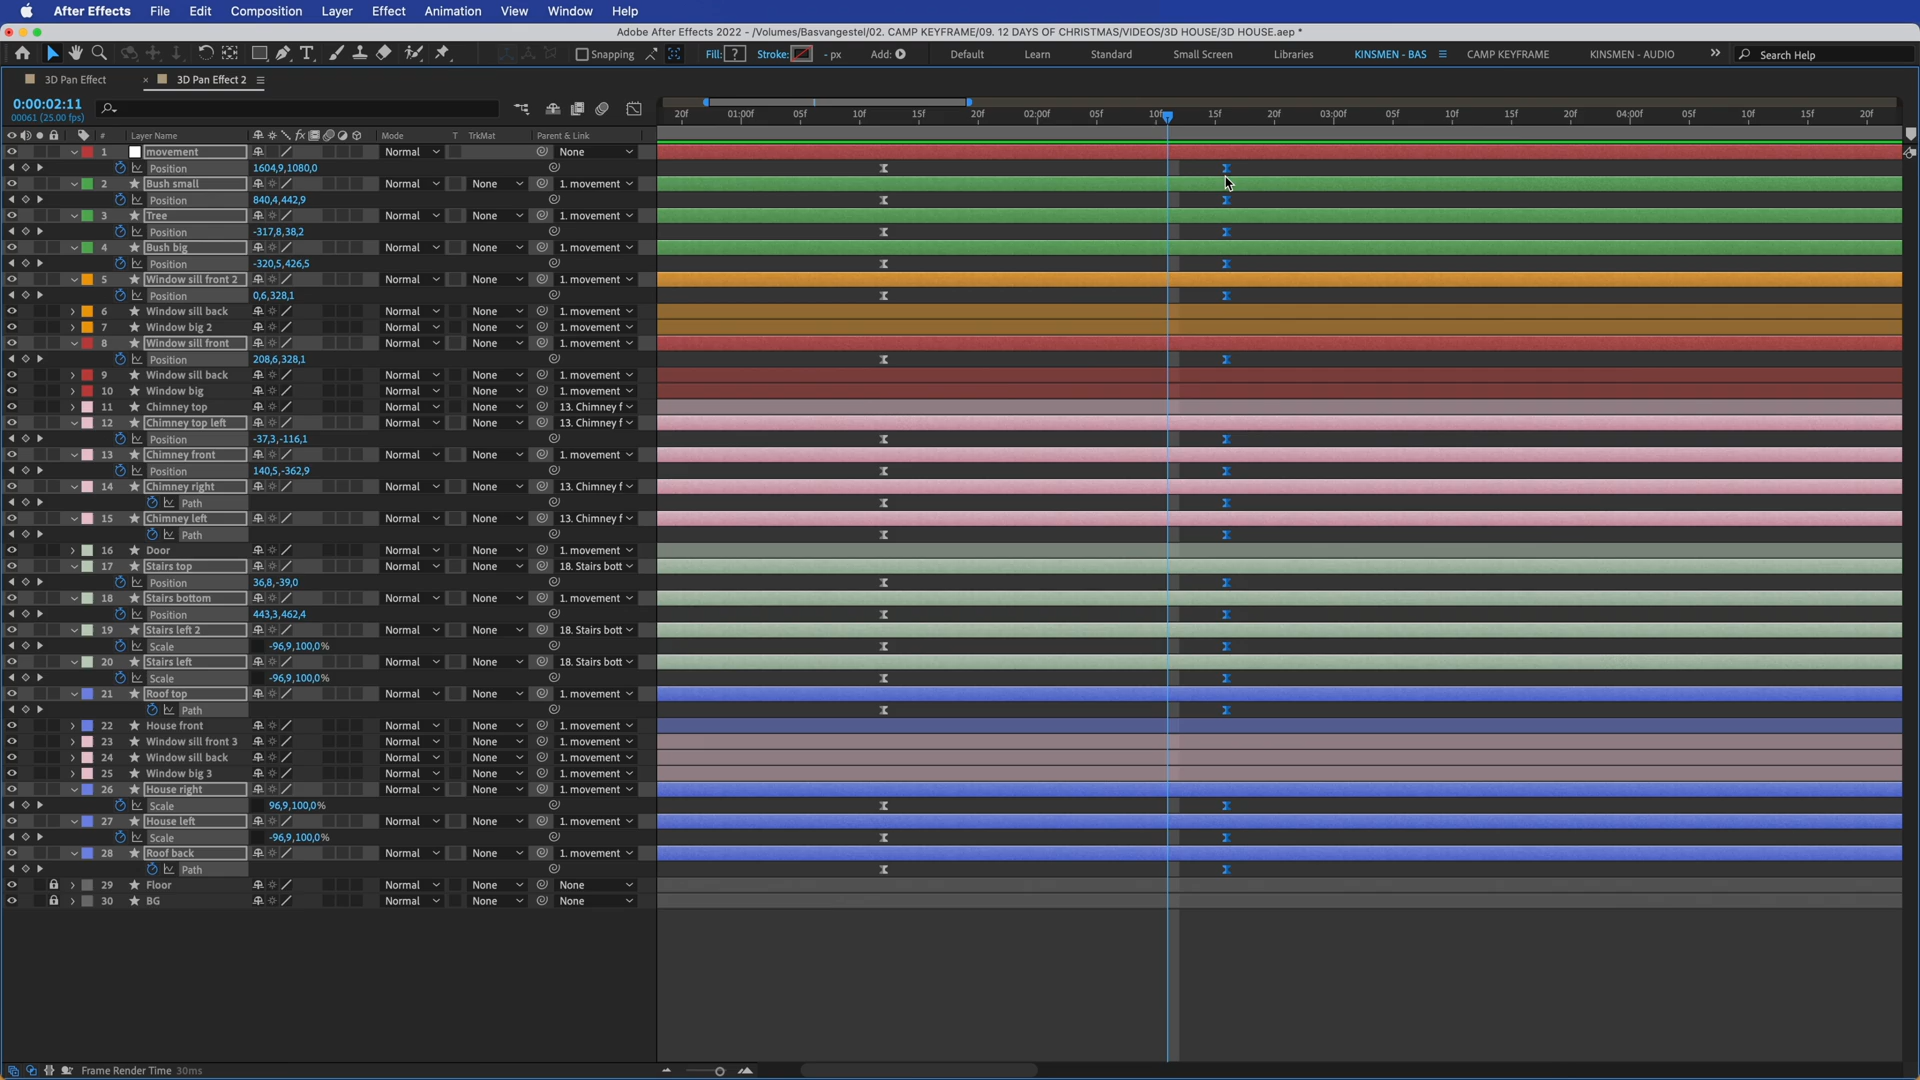 After Effects File Edit Composition Layer Effect Animation View Window Help
Adobe After Effects 2022 - /Volumes/Basvangestel/02. CAMP KEYFRAME/09. 12 DAYS OF CHRISTMAS/VIDEOS/3D HOUSE/3D HOUSE.aep *
Snapping Fill: ? Stroke: - px Add: Default Learn Standard Small Screen Libraries KINSMEN - BAS CAMP KEYFRAME KINSMEN - AUDIO Search Help
3D Pan Effect × 3D Pan Effect 2
0:00:02:11
00061 (25.00 fps)
20f 01:00f 05f 10f 15f 20f 02:00f 05f 10f 15f 20f 03:00f 05f 10f 15f 20f 04:00f 05f 10f 15f 20f
# Layer Name fx Mode T TrkMat Parent & Link
1 movement Normal None
Position 1604,9,1080,0
2 Bush small Normal None 1. movement
Position 840,4,442,9
3 Tree Normal None 1. movement
Position -317,8,38,2
4 Bush big Normal None 1. movement
Position -320,5,426,5
5 Window sill front 2 Normal None 1. movement
Position 0,6,328,1
6 Window sill back Normal None 1. movement
7 Window big 2 Normal None 1. movement
8 Window sill front Normal None 1. movement
Position 208,6,328,1
9 Window sill back Normal None 1. movement
10 Window big Normal None 1. movement
11 Chimney top Normal None 13. Chimney f
12 Chimney top left Normal None 13. Chimney f
Position -37,3,-116,1
13 Chimney front Normal None 1. movement
Position 140,5,-362,9
14 Chimney right Normal None 13. Chimney f
Path
15 Chimney left Normal None 13. Chimney f
Path
16 Door Normal None 1. movement
17 Stairs top Normal None 18. Stairs bott
Position 36,8,-39,0
18 Stairs bottom Normal None 1. movement
Position 443,3,462,4
19 Stairs left 2 Normal None 18. Stairs bott
Scale -96,9,100,0%
20 Stairs left Normal None 18. Stairs bott
Scale -96,9,100,0%
21 Roof top Normal None 1. movement
Path
22 House front Normal None 1. movement
23 Window sill front 3 Normal None 1. movement
24 Window sill back Normal None 1. movement
25 Window big 3 Normal None 1. movement
26 House right Normal None 1. movement
Scale 96,9,100,0%
27 House left Normal None 1. movement
Scale -96,9,100,0%
28 Roof back Normal None 1. movement
Path
29 Floor Normal None None
30 BG Normal None None
Frame Render Time 30ms